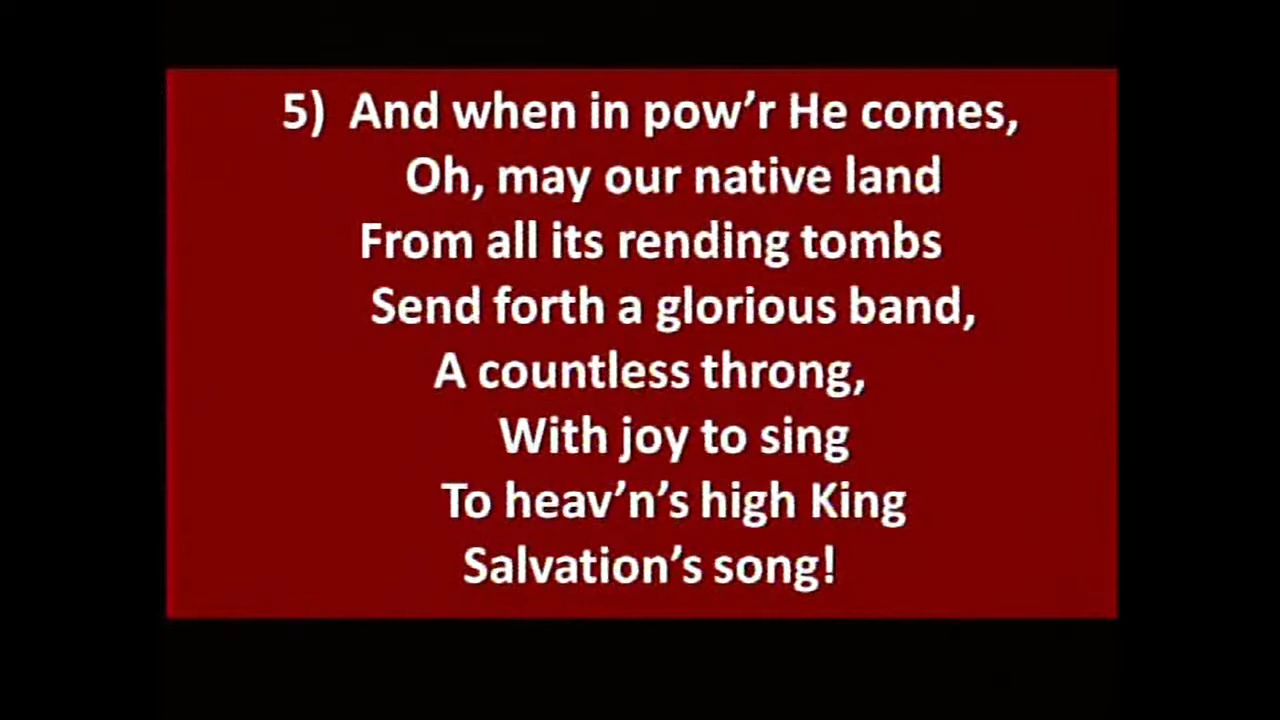 5) And when in pow’r He comes,
Oh, may our native land
From all its rending tombs
Send forth a glorious band,
A countless throng,
With joy to sing
To heav’n’s high King
Salvation’s song!